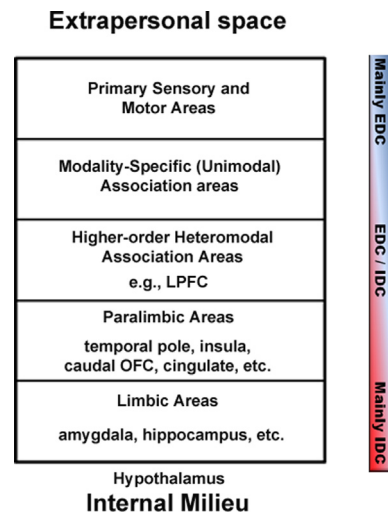 Extrapersonal space
Primary Sensory and
Motor Areas
Modality-Specific (Unimodal)
Association areas
Higher-order Heteromodal
Association Areas
e.g., LPFC
Paralimbic Areas
temporal pole, insula,
caudal OFC, cingulate, etc.
Limbic Areas
amygdala, hippocampus, etc.
Hypothalamus
Internal Milieu
Mainly EDC
EDC / IDC
Mainly IDC